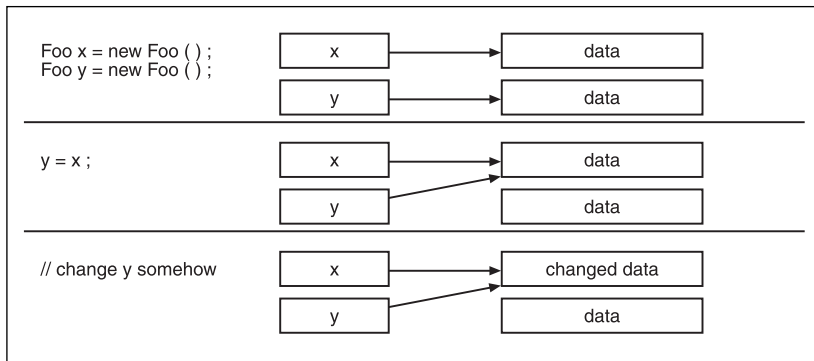 Foo x = new Foo ( ) ;
Foo y = new Foo ( ) ;
x
data
y
data
y = x ;
x
data
y
data
// change y somehow
x
changed data
y
data